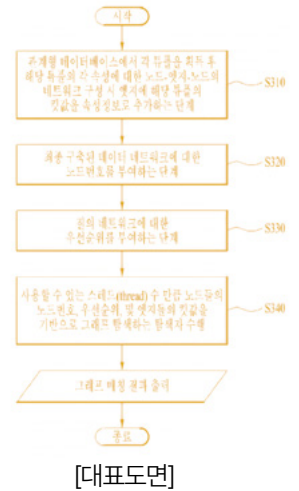 시작
관계형 데이터베이스에서 각 튜플을 획득 후
해당 튜플의 각 속성에 대한 노드-엣지-노드의
네트워크 구성 시 엣지에 해당 튜플의
키값을 속성정보로 추가하는 단계
S310
최종 구축된 데이터 네트워크에 대한
노드번호를 부여하는 단계
S320
질의 네트워크에 대한
우선순위를 부여하는 단계
S330
사용할 수 있는 스레드(thread) 수 만큼 노드들의
노드번호, 우선순위, 및 엣지들의 키값을
기반으로 그래프 탐색하는 탐색자 수행
S340
그래프 매칭 결과 출력
종료
[대표도면]